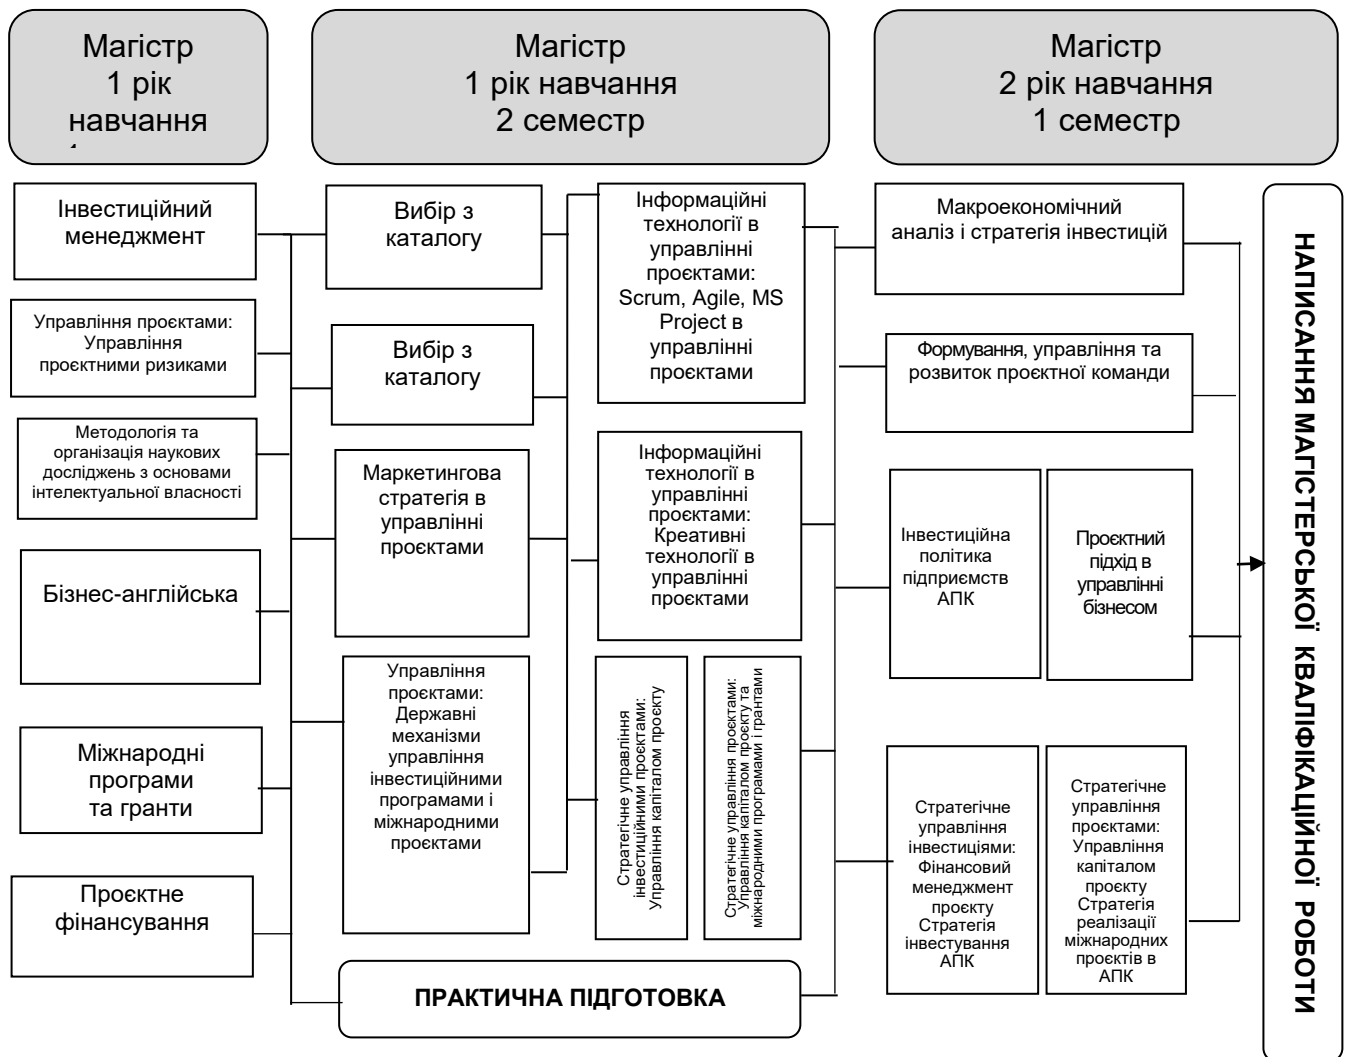 Магістр
1 рік
навчання
Магістр
1 рік навчання
2 семестр
Магістр
2 рік навчання
1 семестр
Інвестиційний
менеджмент
Управління проєктами:
Управління
проєктними ризиками
Методологія та
організація наукових
досліджень з основами
інтелектуальної власності
Бізнес-англійська
Міжнародні
програми
та гранти
Проєктне
фінансування
Вибір з
каталогу
Вибір з
каталогу
Маркетингова
стратегія в
управлінні
проєктами
Управління
проєктами:
Державні
механізми
управління
інвестиційними
програмами і
міжнародними
проєктами
Інформаційні
технології в
управлінні
проєктами:
Scrum, Agile, MS
Project в
управлінні
проєктами
Інформаційні
технології в
управлінні
проєктами:
Креативні
технології в
управлінні
проєктами
Стратегічне управління
інвестиційними проєктами:
Управління капіталом проєкту
Стратегічне управління проєктами:
Управління капіталом проєкту та
міжнародними програмами і грантами
ПРАКТИЧНА ПІДГОТОВКА
Макроекономічний
аналіз і стратегія інвестицій
Формування, управління та
розвиток проєктної команди
Інвестиційна
політика
підприємств
АПК
Проєктний
підхід в
управлінні
бізнесом
Стратегічне
управління
інвестиціями:
Фінансовий
менеджмент
проєкту
Стратегія
інвестування
АПК
Стратегічне
управління
проєктами:
Управління
капіталом
проєкту
Стратегія
реалізації
міжнародних
проєктів в
АПК
НАПИСАННЯ МАГІСТЕРСЬКОЇ КВАЛІФІКАЦІЙНОЇ РОБОТИ